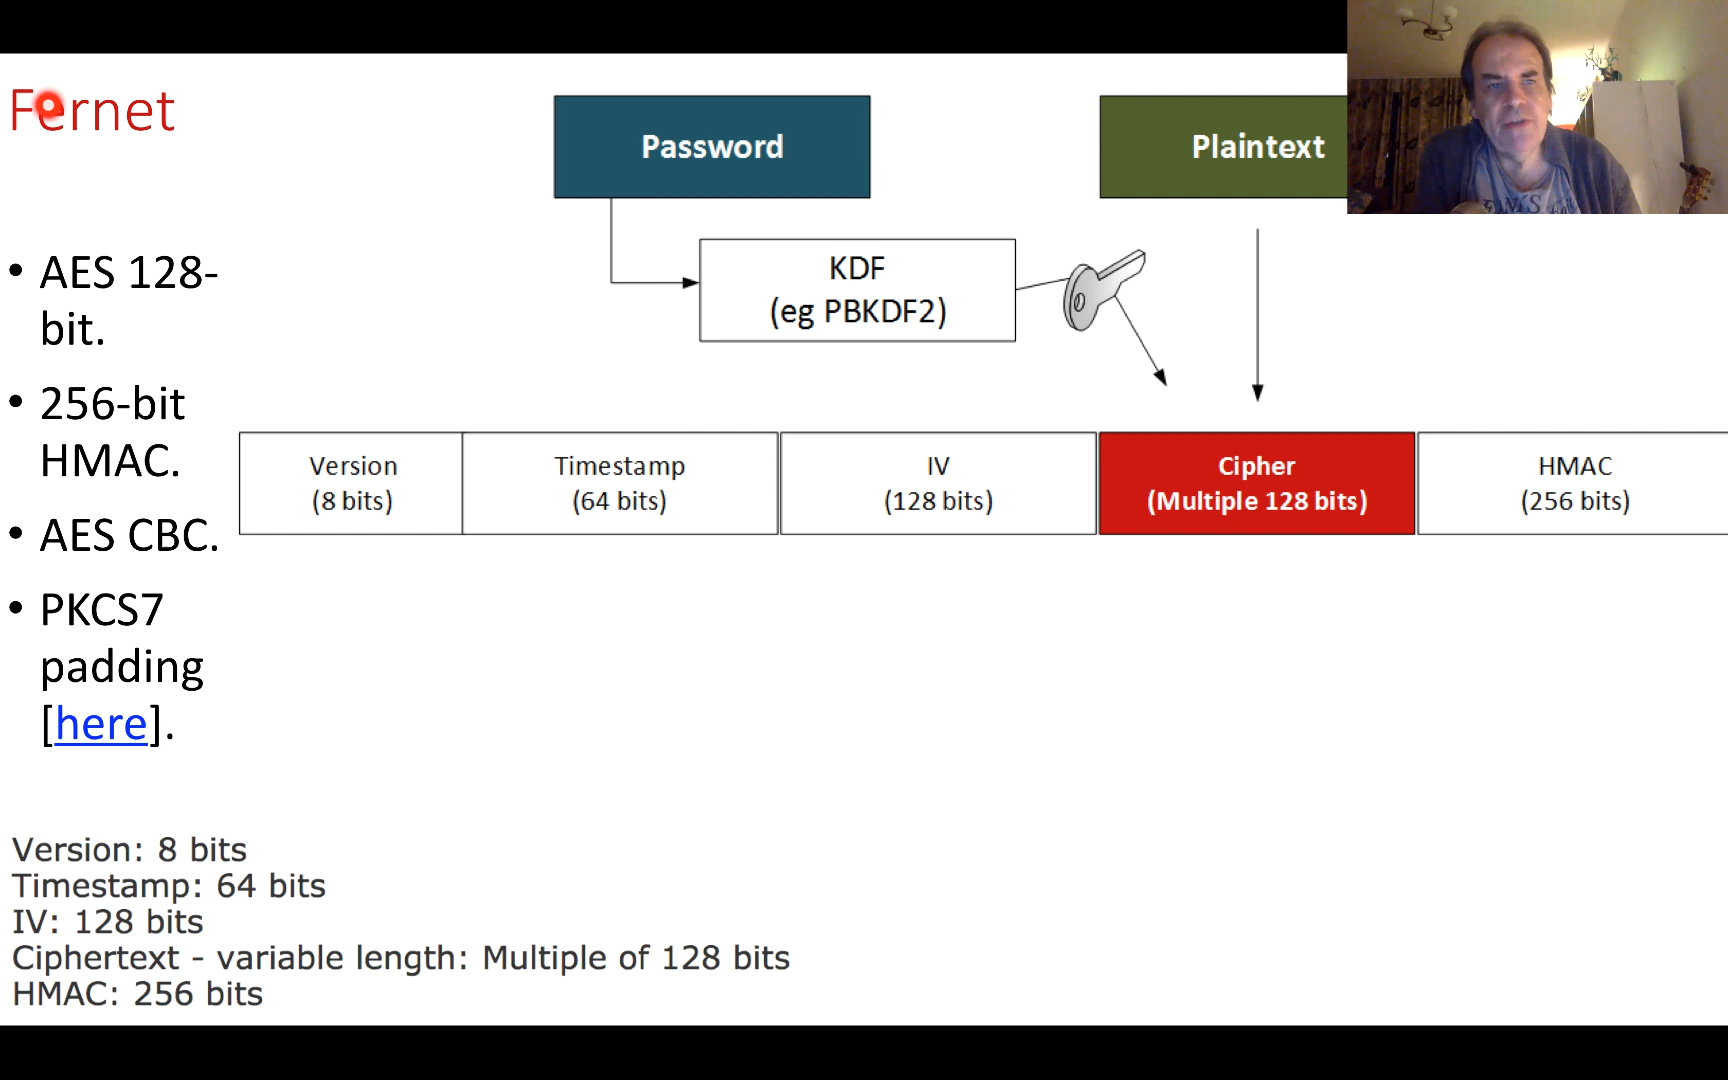 Fernet
Password
Plaintext
KDF
(eg PBKDF2)
• AES 128-
bit.
• 256-bit
HMAC.
• AES CBC.
• PKCS7
padding
[here].
Version
(8 bits)
Timestamp
(64 bits)
IV
(128 bits)
Cipher
(Multiple 128 bits)
HMAC
(256 bits)
Version: 8 bits
Timestamp: 64 bits
IV: 128 bits
Ciphertext - variable length: Multiple of 128 bits
HMAC: 256 bits